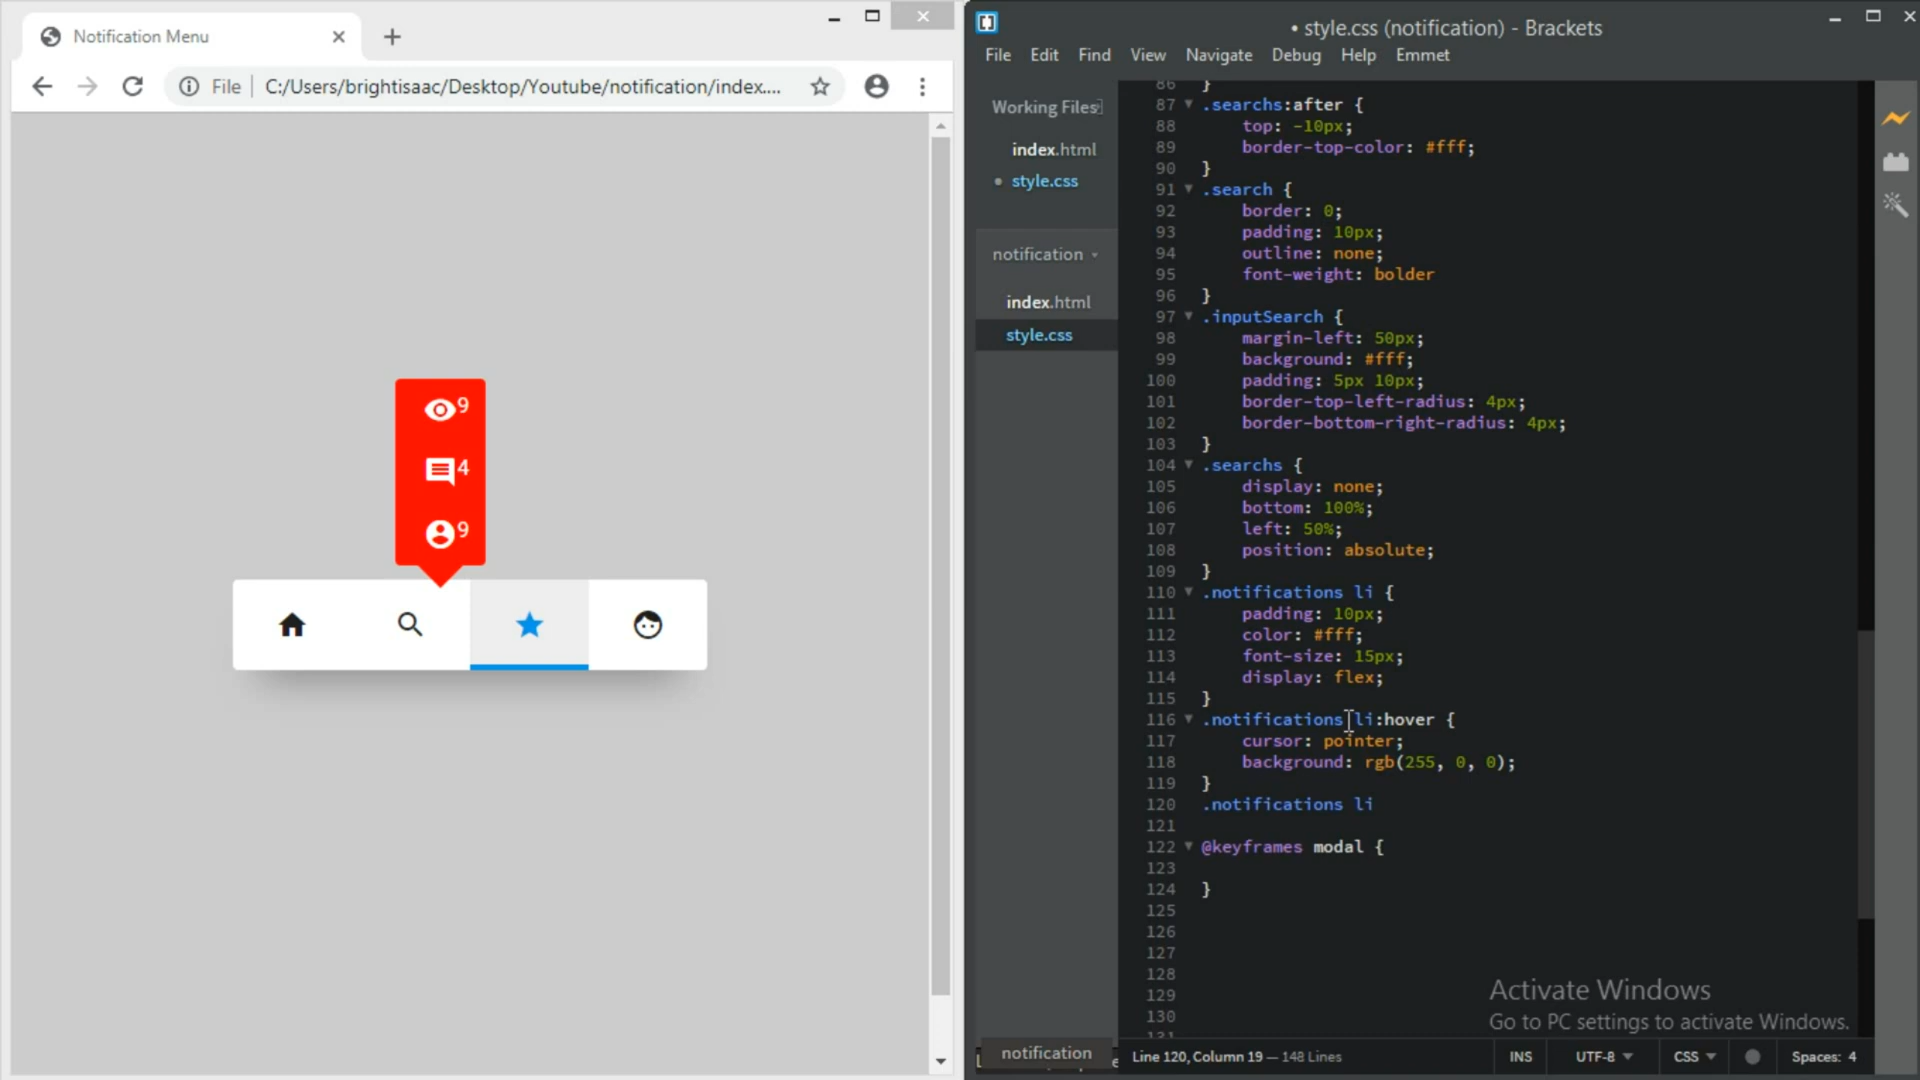 Notification Menu
File
C:/Users/brightisaac/Desktop/Youtube/notification/index....
9
4
9
• style.css (notification) - Brackets
File Edit Find View Navigate Debug Help Emmet
Working Files
index.html
• style.css
notification
index.html
style.css
86 }
87 .searchs:after {
88 top: -10px;
89 border-top-color: #fff;
90 }
91 .search {
92 border: 0;
93 padding: 10px;
94 outline: none;
95 font-weight: bolder
96 }
97 .inputSearch {
98 margin-left: 50px;
99 background: #fff;
100 padding: 5px 10px;
101 border-top-left-radius: 4px;
102 border-bottom-right-radius: 4px;
103 }
104 .searchs {
105 display: none;
106 bottom: 100%;
107 left: 50%;
108 position: absolute;
109 }
110 .notifications li {
111 padding: 10px;
112 color: #fff;
113 font-size: 15px;
114 display: flex;
115 }
116 .notifications li:hover {
117 cursor: pointer;
118 background: rgb(255, 0, 0);
119 }
120 .notifications li
121
122 @keyframes modal {
123
124 }
125
126
127
128
129
130
131
Activate Windows
Go to PC settings to activate Windows.
notification
Line 120, Column 19 — 148 Lines
INS UTF-8 CSS Spaces: 4